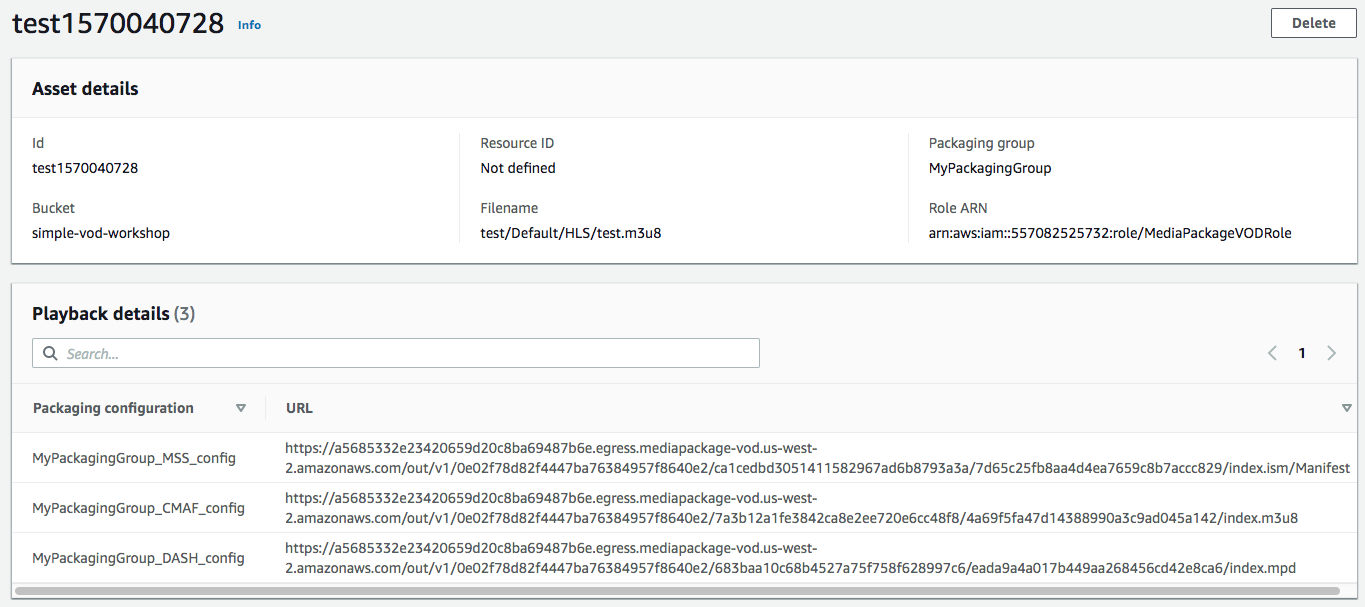 test1570040728 Info
Delete
Asset details
Id
test1570040728
Resource ID
Not defined
Packaging group
MyPackagingGroup
Bucket
simple-vod-workshop
Filename
test/Default/HLS/test.m3u8
Role ARN
arn:aws:iam::557082525732:role/MediaPackageVODRole
Playback details (3)
Search...
1
Packaging configuration
URL
MyPackagingGroup_MSS_config
https://a5685332e23420659d20c8ba69487b6e.egress.mediapackage-vod.us-west-
2.amazonaws.com/out/v1/0e02f78d82f4447ba76384957f8640e2/ca1cedbd3051411582967ad6b8793a3a/7d65c25fb8aa4d4ea7659c8b7accc829/index.ism/Manifest
MyPackagingGroup_CMAF_config
https://a5685332e23420659d20c8ba69487b6e.egress.mediapackage-vod.us-west-
2.amazonaws.com/out/v1/0e02f78d82f4447ba76384957f8640e2/7a3b12a1fe3842ca8e2ee720e6cc48f8/4a69f5fa47d14388990a3c9ad045a142/index.m3u8
MyPackagingGroup_DASH_config
https://a5685332e23420659d20c8ba69487b6e.egress.mediapackage-vod.us-west-
2.amazonaws.com/out/v1/0e02f78d82f4447ba76384957f8640e2/683baa10c68b4527a75f758f628997c6/eada9a4a017b449aa268456cd42e8ca6/index.mpd